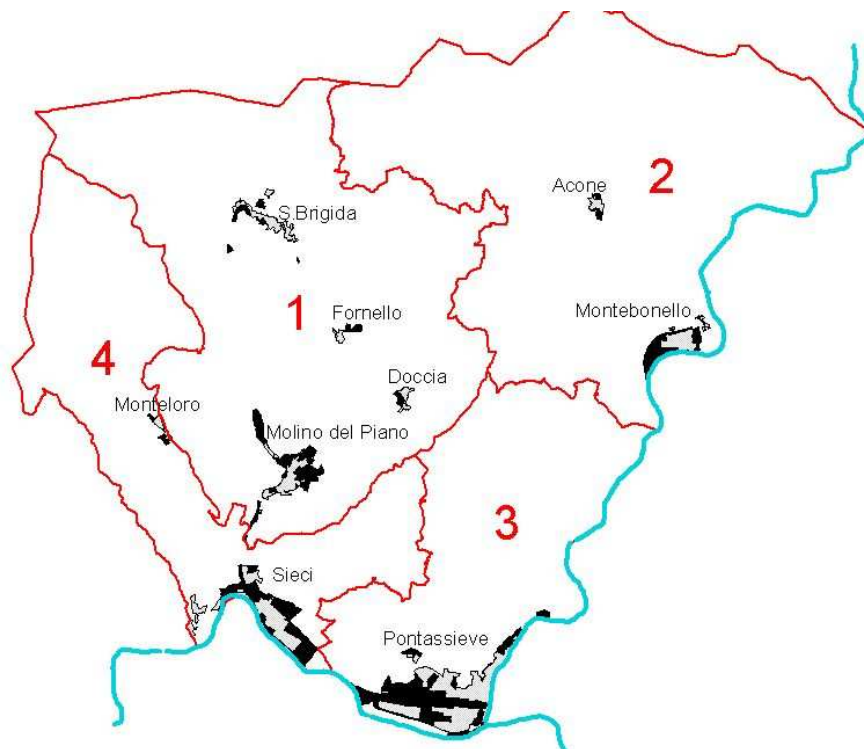 2
Acone
S.Brigida
1
Fornello
Montebonello
4
Doccia
Monteloro
Molino del Piano
3
Sieci
Pontassieve